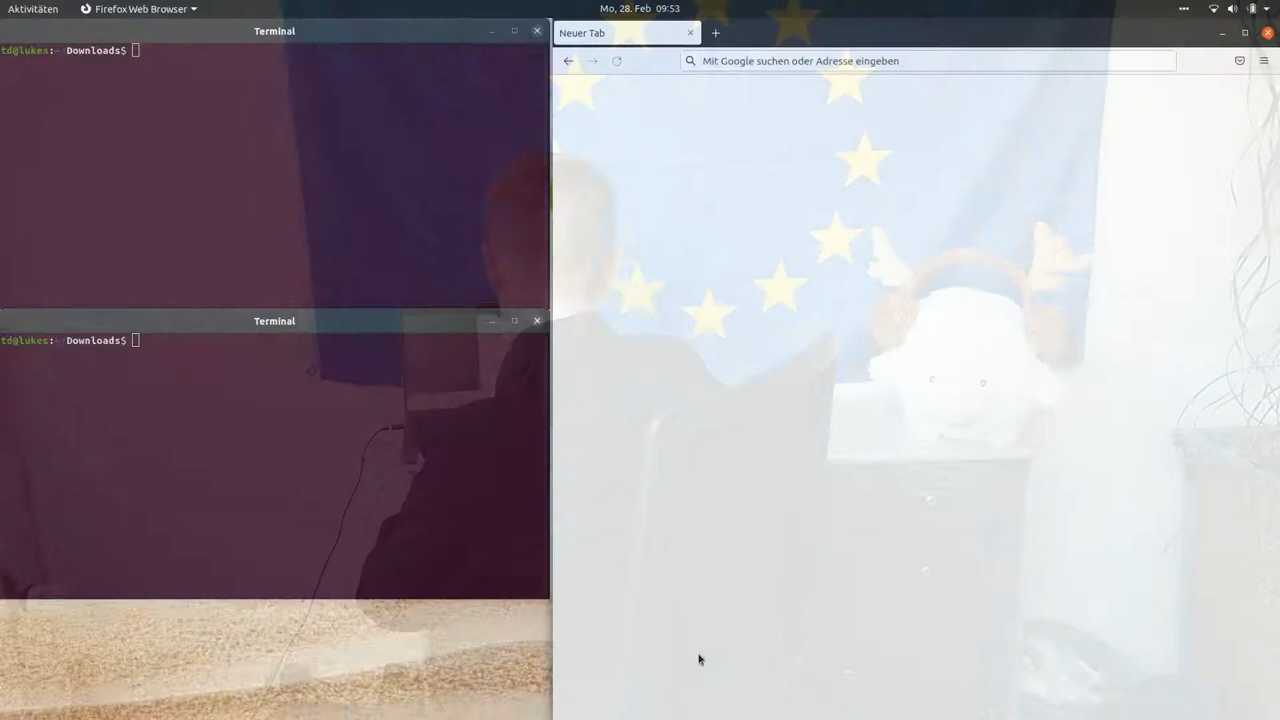 Aktivitäten
Firefox Web Browser
Mo, 28. Feb 09:53
Terminal
td@lukes:~/Downloads$
Terminal
td@lukes:~/Downloads$
Neuer Tab
Mit Google suchen oder Adresse eingeben